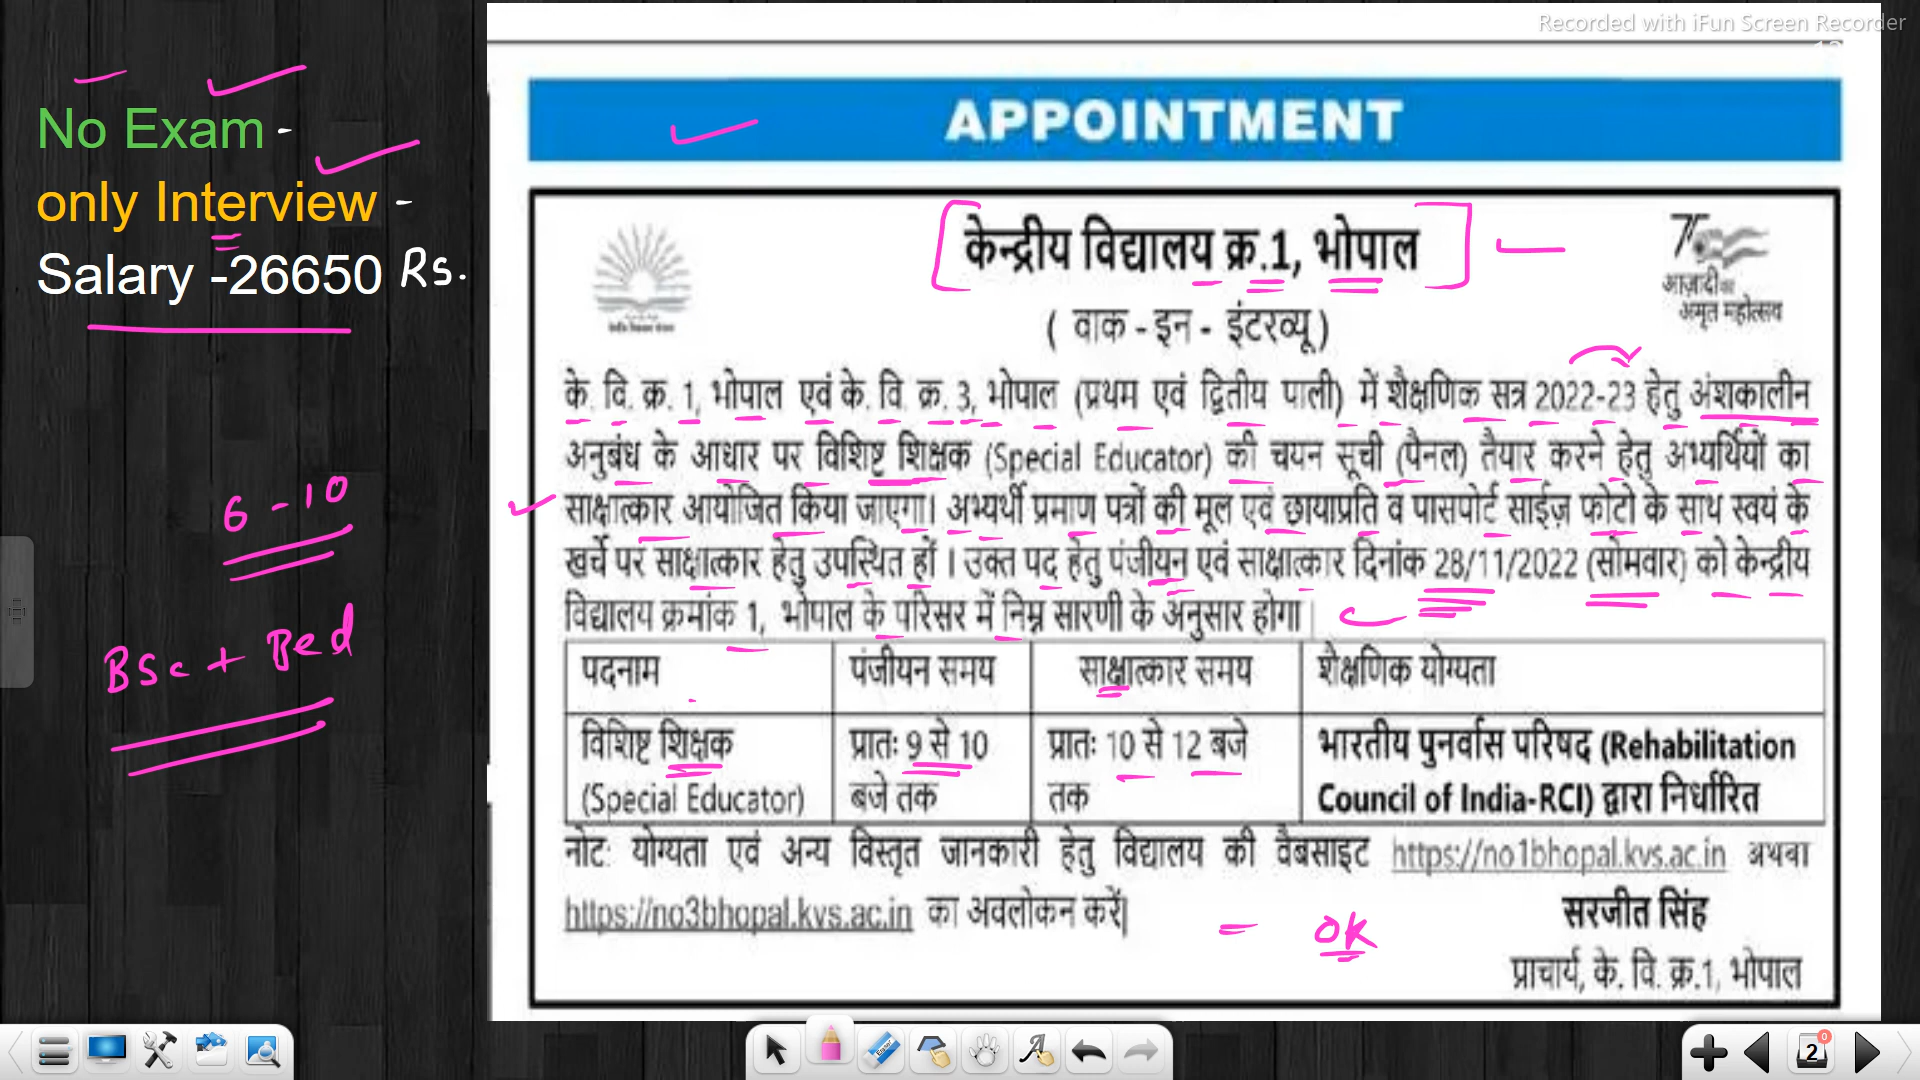 Recorded with iFun Screen Recorder
No Exam -
only Interview -
Salary -26650 Rs.
6 - 10
BSc + Bed
APPOINTMENT
केन्द्रीय विद्यालय क्र.1, भोपाल
आज़ादी का
अमृत महोत्सव
( वाक - इन - इंटरव्यू )
के. वि. क्र. 1, भोपाल एवं के. वि. क्र. 3, भोपाल (प्रथम एवं द्वितीय पाली) में शैक्षणिक सत्र 2022-23 हेतु अंशकालीन
अनुबंध के आधार पर विशिष्ट शिक्षक (Special Educator) की चयन सूची (पैनल) तैयार करने हेतु अभ्यर्थियों का
साक्षात्कार आयोजित किया जाएगा। अभ्यर्थी प्रमाण पत्रों की मूल एवं छायाप्रति व पासपोर्ट साईज़ फोटो के साथ स्वयं के
खर्चे पर साक्षात्कार हेतु उपस्थित हों । उक्त पद हेतु पंजीयन एवं साक्षात्कार दिनांक 28/11/2022 (सोमवार) को केन्द्रीय
विद्यालय क्रमांक 1, भोपाल के परिसर में निम्न सारणी के अनुसार होगा |
पदनाम पंजीयन समय साक्षात्कार समय शैक्षणिक योग्यता
विशिष्ट शिक्षक प्रातः 9 से 10 प्रातः 10 से 12 बजे भारतीय पुनर्वास परिषद (Rehabilitation
(Special Educator) बजे तक तक Council of India-RCI) द्वारा निर्धारित
नोट: योग्यता एवं अन्य विस्तृत जानकारी हेतु विद्यालय की वैबसाइट https://no1bhopal.kvs.ac.in अथवा
https://no3bhopal.kvs.ac.in का अवलोकन करें|
= OK
सरजीत सिंह
प्राचार्य, के. वि. क्र.1, भोपाल
2
0